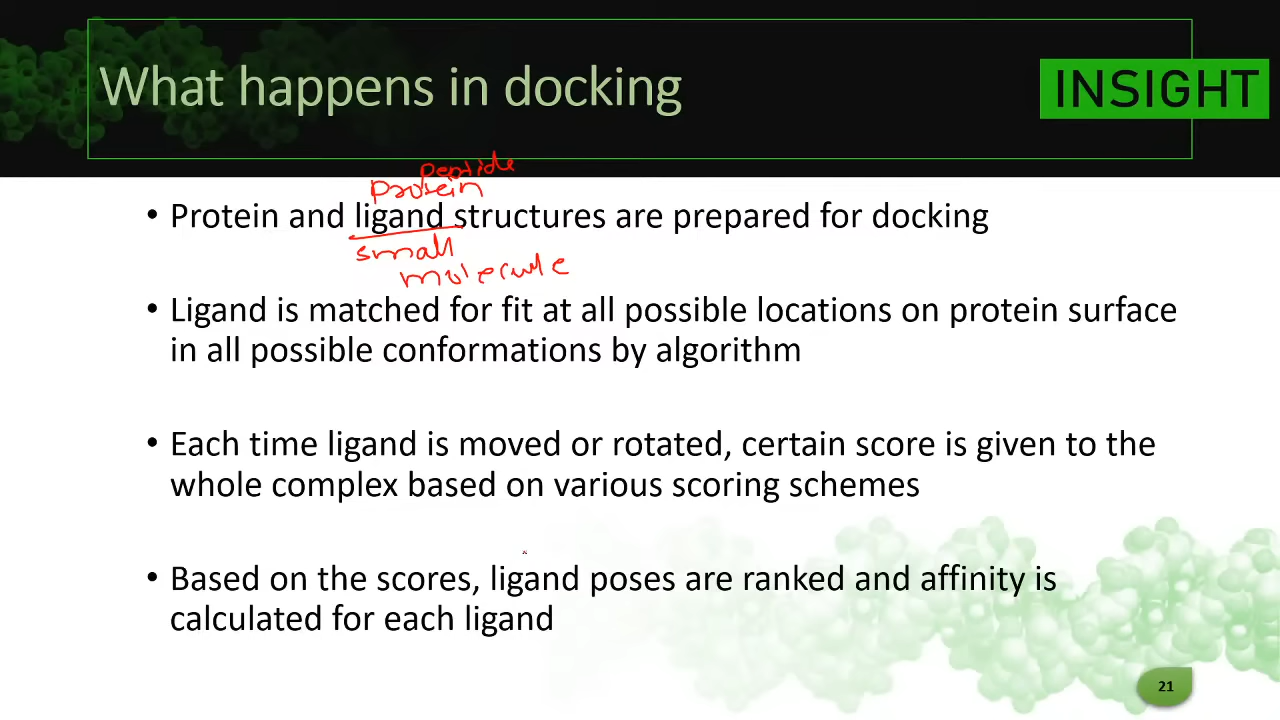 What happens in docking
INSIGHT
peptide
protein
• Protein and ligand structures are prepared for docking
small
molecule
• Ligand is matched for fit at all possible locations on protein surface
in all possible conformations by algorithm
• Each time ligand is moved or rotated, certain score is given to the
whole complex based on various scoring schemes
• Based on the scores, ligand poses are ranked and affinity is
calculated for each ligand
21